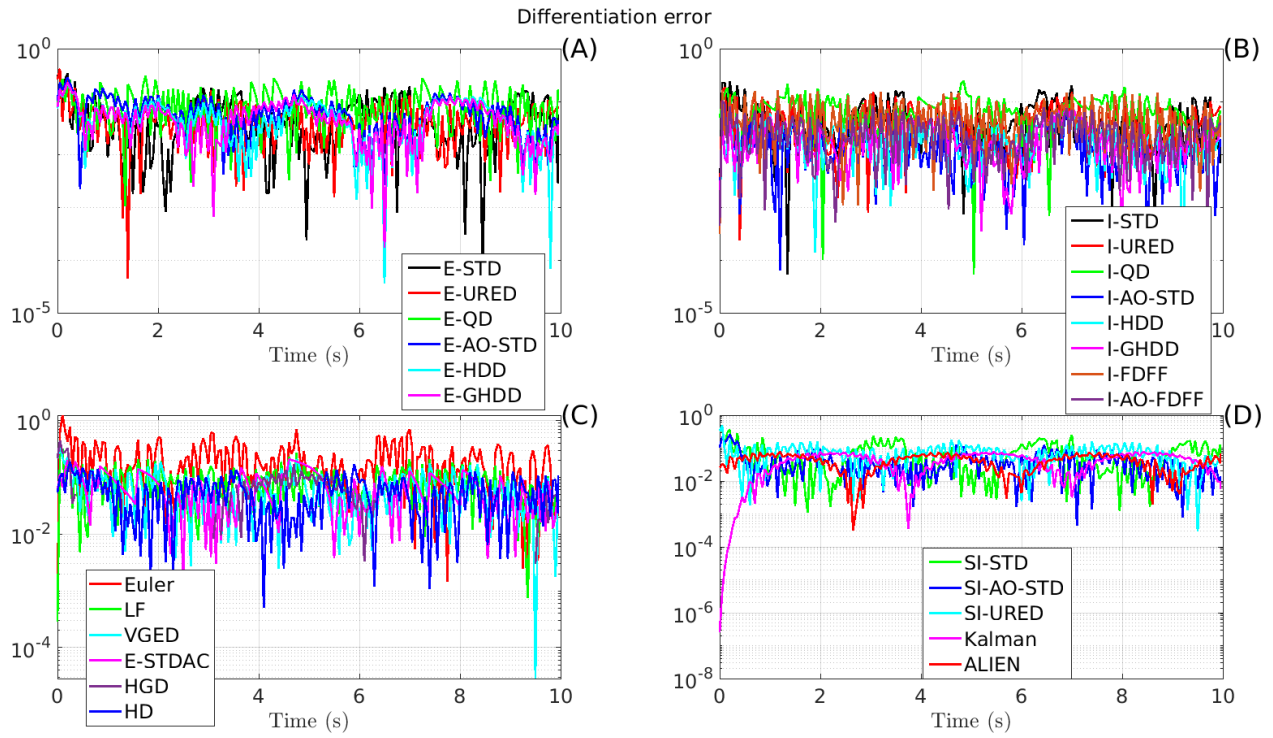 Differentiation error
(A)
10^0
10^-5
0 2 4 6 8 10
Time (s)
E-STD
E-URED
E-QD
E-AO-STD
E-HDD
E-GHDD
(B)
10^0
10^-5
0 2 4 6 8 10
Time (s)
I-STD
I-URED
I-QD
I-AO-STD
I-HDD
I-GHDD
I-FDFF
I-AO-FDFF
(C)
10^0
10^-2
10^-4
0 2 4 6 8 10
Time (s)
Euler
LF
VGED
E-STDAC
HGD
HD
(D)
10^0
10^-2
10^-4
10^-6
10^-8
0 2 4 6 8 10
Time (s)
SI-STD
SI-AO-STD
SI-URED
Kalman
ALIEN